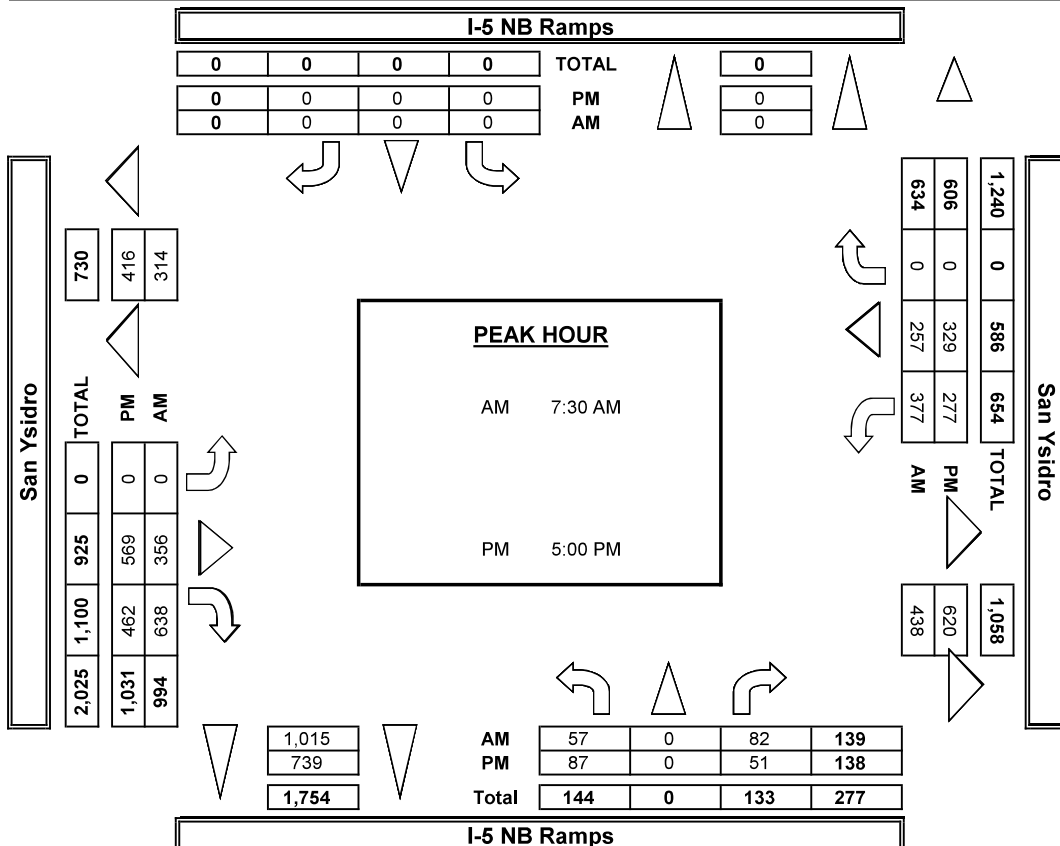 I-5 NB Ramps
0 0 0 0 TOTAL 0
0 0 0 0 PM 0
0 0 0 0 AM 0
San Ysidro
730
416
314
TOTAL
PM
AM
0 925 1,100 2,025
0 569 462 1,031
0 356 638 994
PEAK HOUR
AM 7:30 AM
PM 5:00 PM
1,240 0 586 654 TOTAL
606 0 329 277 PM
634 0 257 377 AM
1,058
620
438
San Ysidro
1,015 AM 57 0 82 139
739 PM 87 0 51 138
1,754 Total 144 0 133 277
I-5 NB Ramps